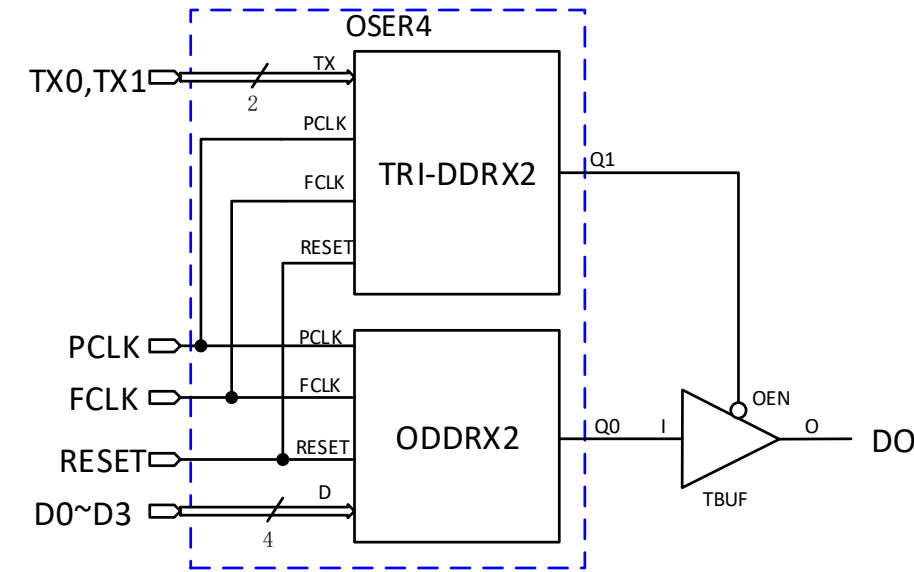 OSER4
TX0,TX1
2
TX
PCLK
FCLK
RESET
TRI-DDRX2
Q1
PCLK
FCLK
RESET
D0~D3
4
PCLK
FCLK
RESET
D
ODDRX2
Q0
I
OEN
O
DO
TBUF